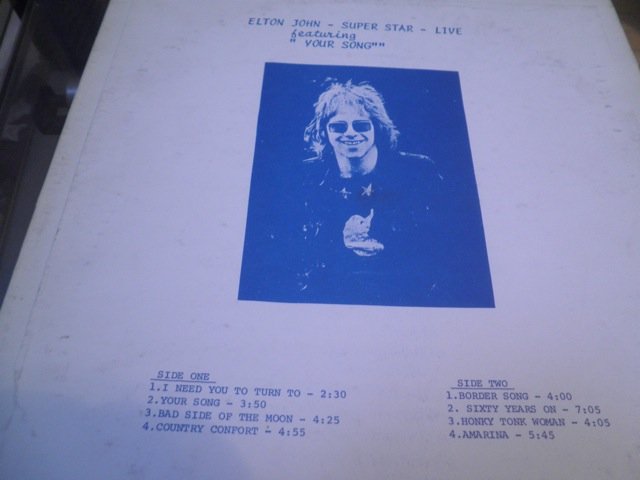 ELTON JOHN - SUPER STAR - LIVE
featuring
" YOUR SONG""
SIDE ONE
1.I NEED YOU TO TURN TO - 2:30
2.YOUR SONG - 3:50
3.BAD SIDE OF THE MOON - 4:25
4.COUNTRY CONFORT - 4:55
SIDE TWO
1.BORDER SONG - 4:00
2. SIXTY YEARS ON - 7:05
3.HONKY TONK WOMAN - 4:05
4.AMARINA - 5:45